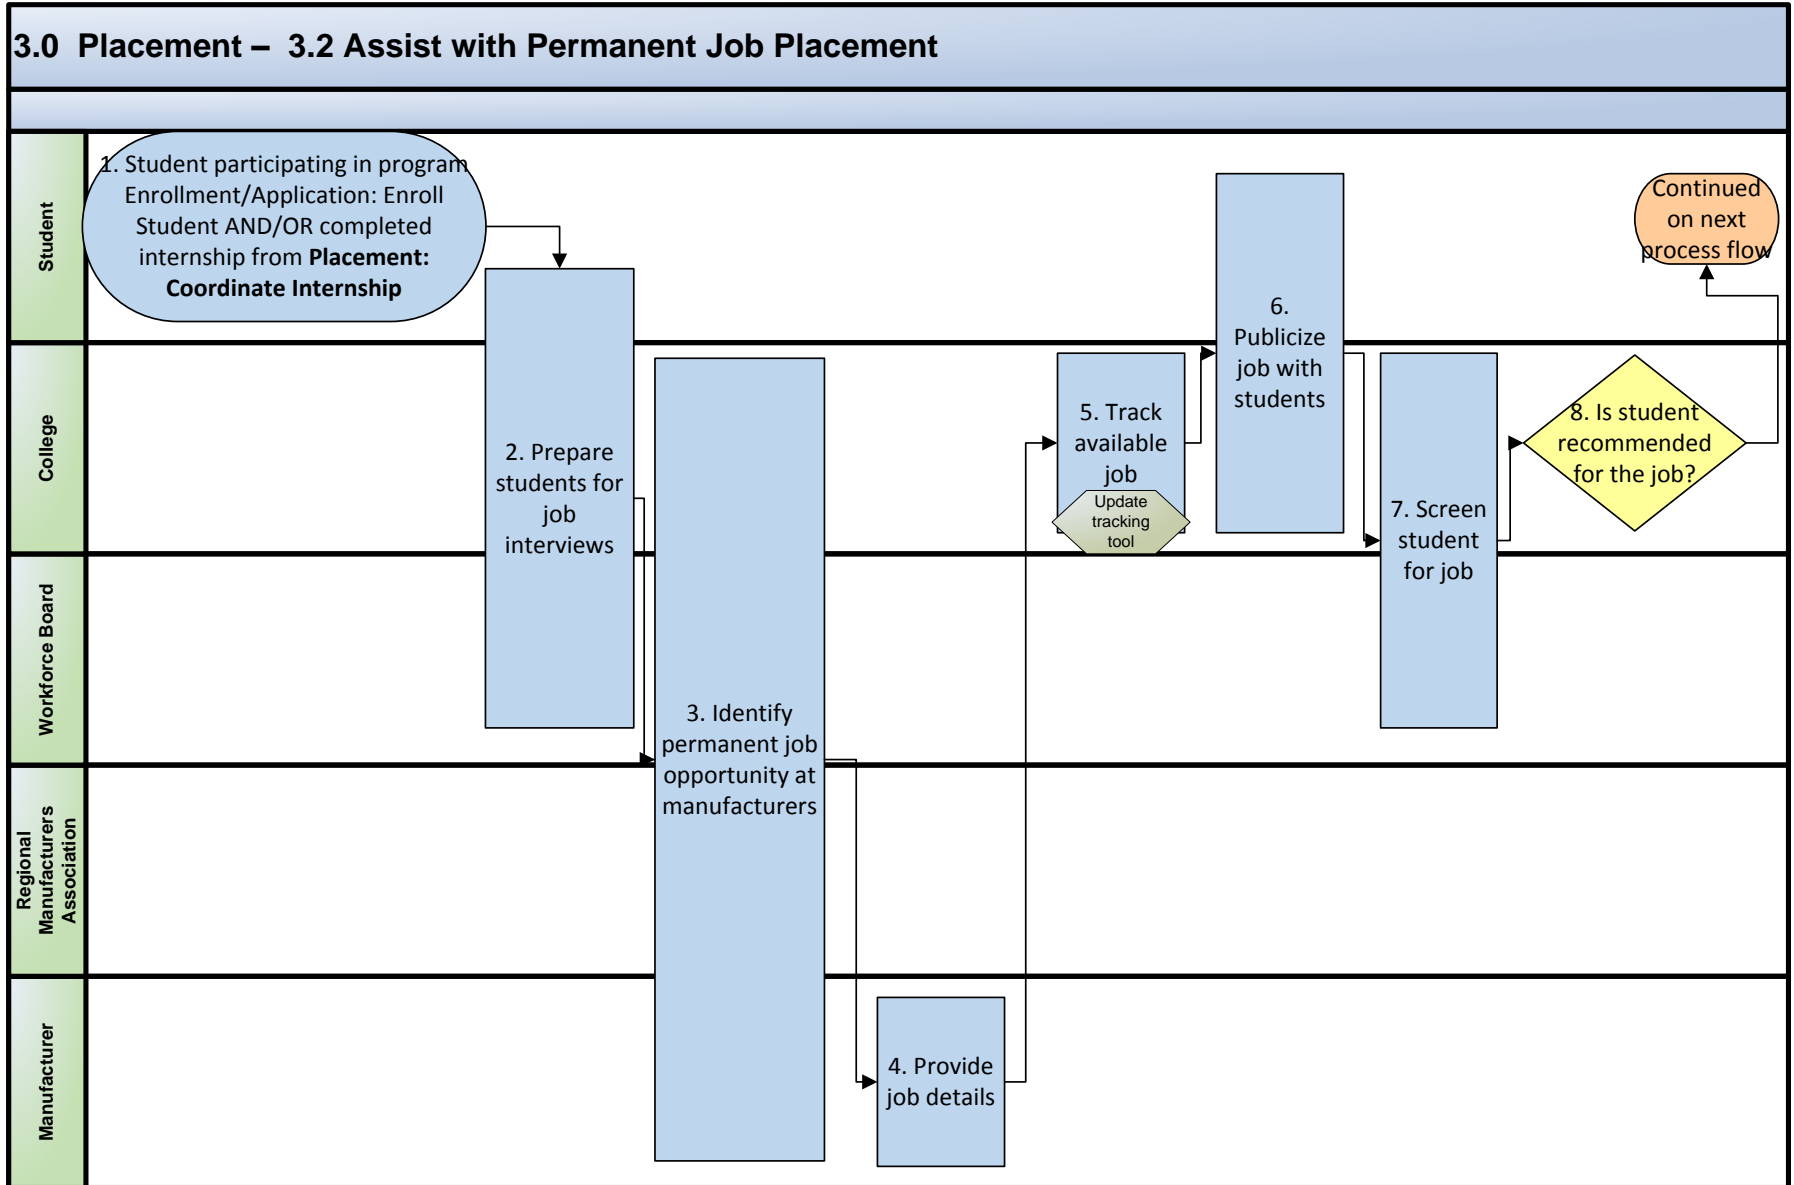 3.0 Placement – 3.2 Assist with Permanent Job Placement
Student
1. Student participating in program
Enrollment/Application: Enroll
Student AND/OR completed
internship from Placement:
Coordinate Internship
Continued
on next
process flow
College
2. Prepare
students for
job
interviews
5. Track
available
job
Update
tracking
tool
6.
Publicize
job with
students
7. Screen
student
for job
8. Is student
recommended
for the job?
Workforce Board
3. Identify
permanent job
opportunity at
manufacturers
Regional
Manufacturers
Association
Manufacturer
4. Provide
job details